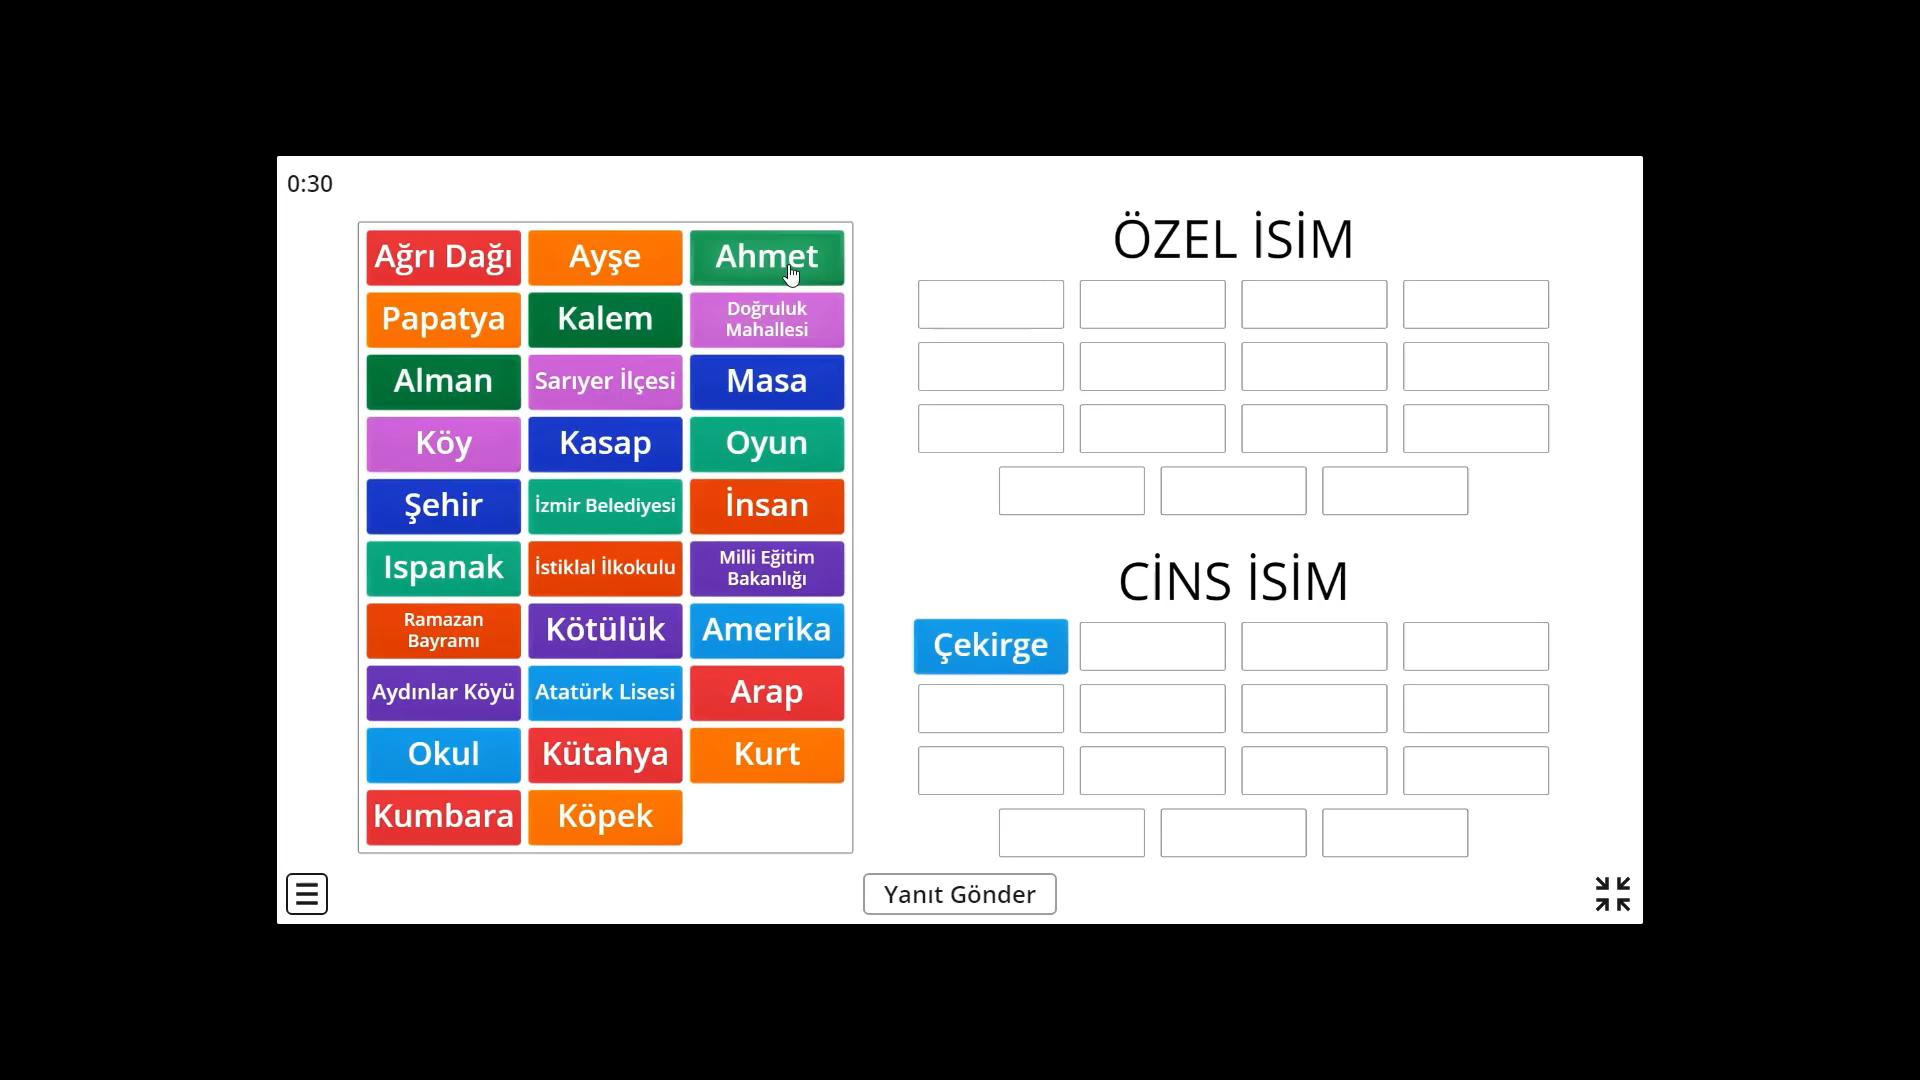 0:30
Ağrı Dağı
Ayşe
Ahmet
Papatya
Kalem
Doğruluk
Mahallesi
Alman
Sarıyer İlçesi
Masa
Köy
Kasap
Oyun
Şehir
İzmir Belediyesi
İnsan
Ispanak
İstiklal İlkokulu
Milli Eğitim
Bakanlığı
Ramazan
Bayramı
Kötülük
Amerika
Aydınlar Köyü
Atatürk Lisesi
Arap
Okul
Kütahya
Kurt
Kumbara
Köpek
ÖZEL İSİM
CİNS İSİM
Çekirge
Yanıt Gönder